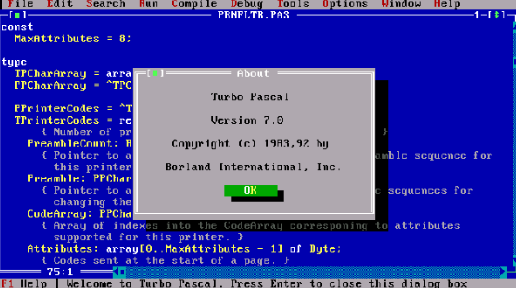 File Edit Search Run Compile Debug Tools Options Window Help
[■] PRNFLTR.PAS 1-[↕]
const
MaxAttributes = 8;
type
TPCharArray = arra
PPCharArray = ^TPC
PPrinterCodes = ^T
TPrinterCodes = re
{ Number of pr
PreambleCount: B
{ Pointer to a mble sequence for
this printer.
Preamble: PPChar
{ Pointer to a sequences for
changing the
CodeArray: PPCh
{ Array of indexes into the CodeArray corresponing to attributes
supported for this printer. }
Attributes: array[0..MaxAttributes - 1] of Byte;
{ Codes sent at the start of a page. }
75:1
[■] About
Turbo Pascal
Version 7.0
Copyright (c) 1983,92 by
Borland International, Inc.
OK
F1 Help | Welcome to Turbo Pascal. Press Enter to close this dialog box